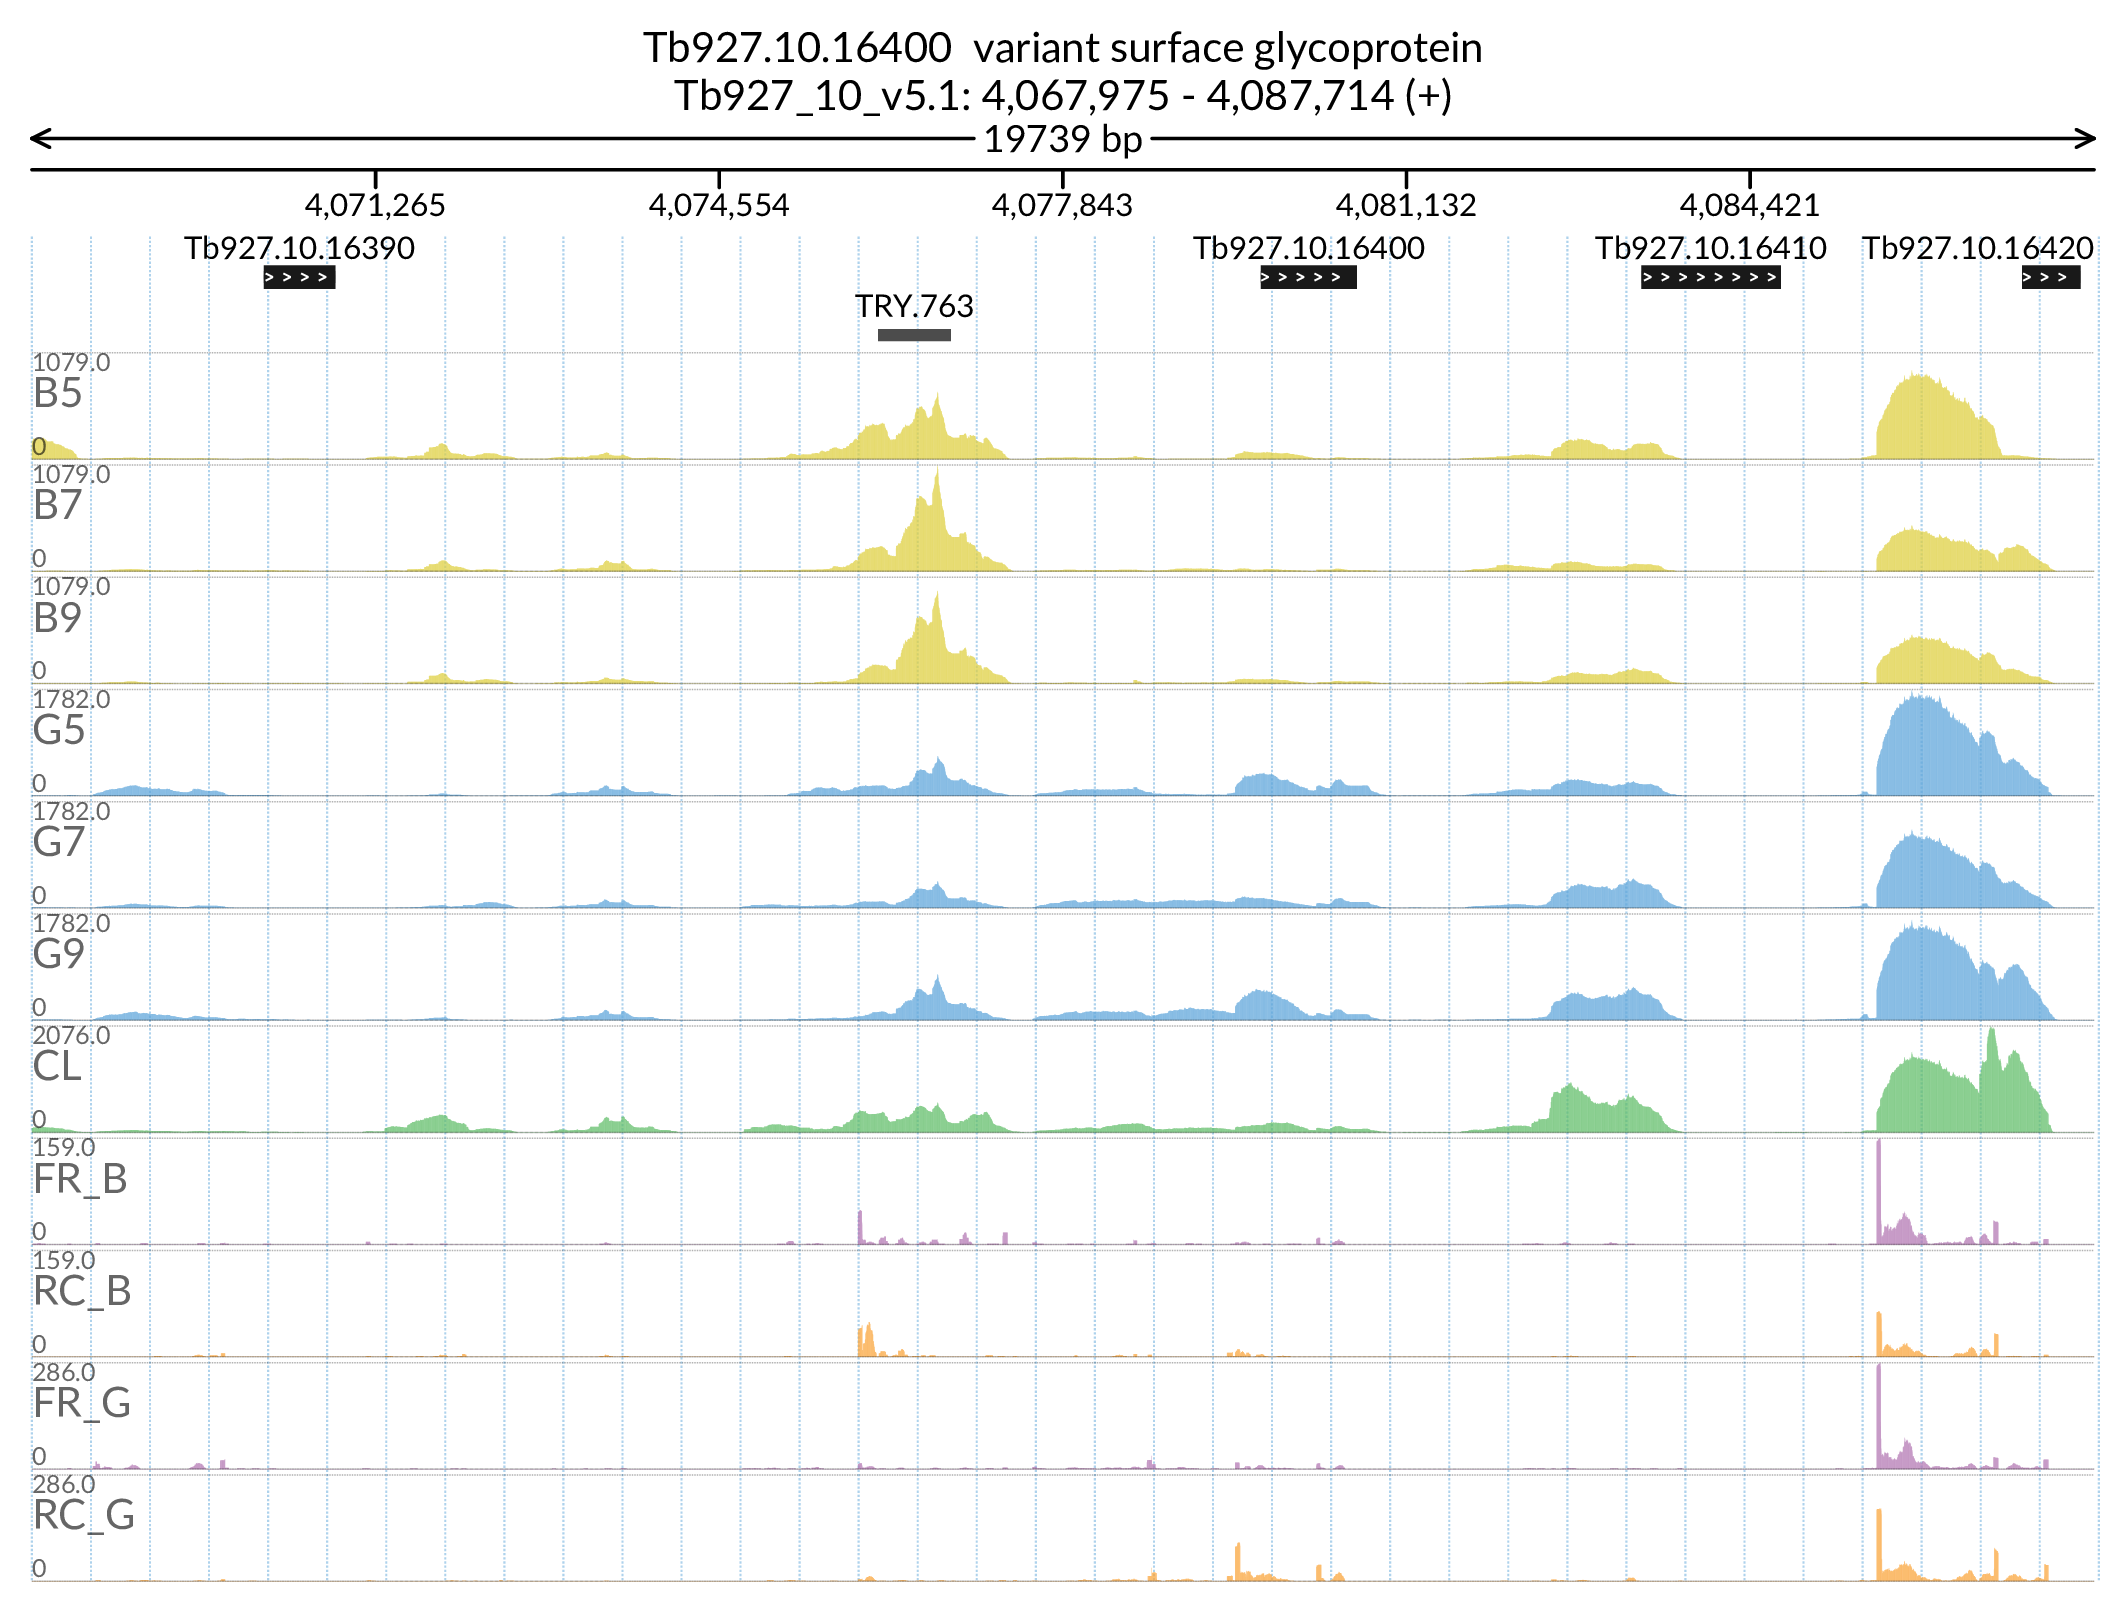 Tb927.10.16400  variant surface glycoprotein
Tb927_10_v5.1: 4,067,975 - 4,087,714 (+)
19739 bp
4,071,265 4,074,554 4,077,843 4,081,132 4,084,421
Tb927.10.16390 Tb927.10.16400 Tb927.10.16410 Tb927.10.16420
> > > > > > > > > > > > > > > > > > > >
TRY.763
1079.0
B5
0
1079.0
B7
0
1079.0
B9
0
1782.0
G5
0
1782.0
G7
0
1782.0
G9
0
2076.0
CL
0
159.0
FR_B
0
159.0
RC_B
0
286.0
FR_G
0
286.0
RC_G
0